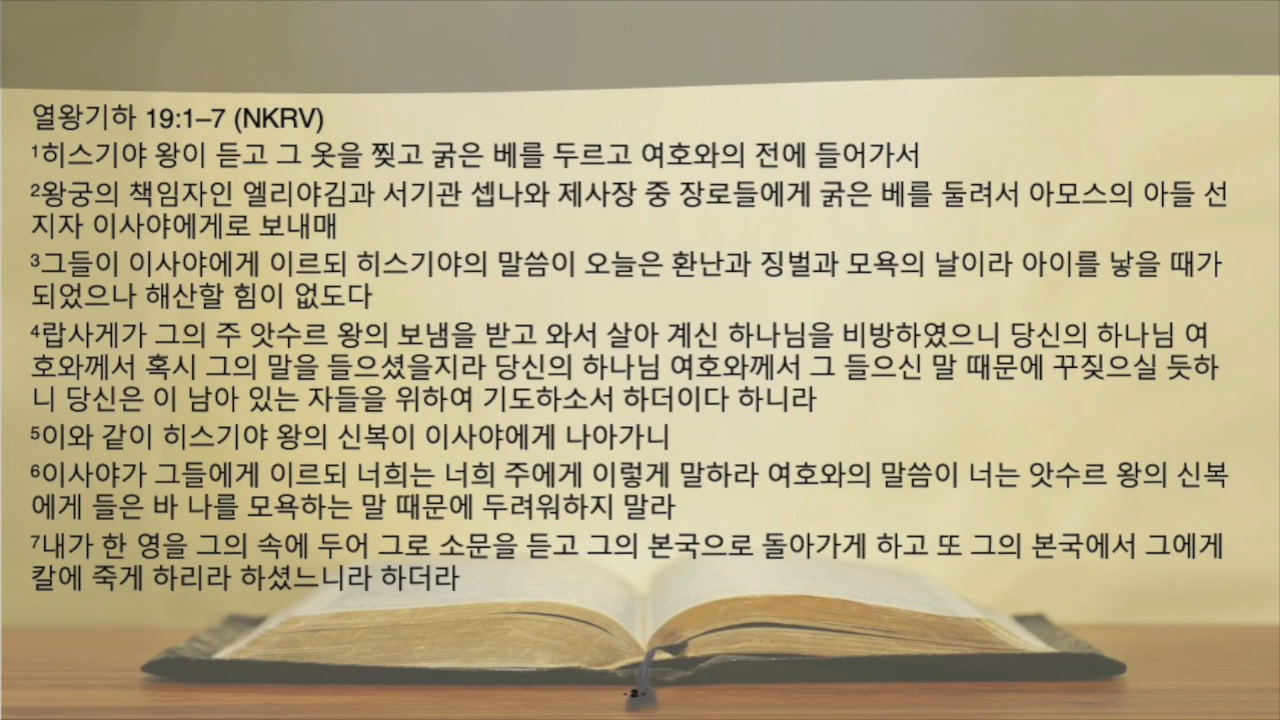 열왕기하 19:1–7 (NKRV)
¹히스기야 왕이 듣고 그 옷을 찢고 굵은 베를 두르고 여호와의 전에 들어가서
²왕궁의 책임자인 엘리야김과 서기관 셉나와 제사장 중 장로들에게 굵은 베를 둘려서 아모스의 아들 선
지자 이사야에게로 보내매
³그들이 이사야에게 이르되 히스기야의 말씀이 오늘은 환난과 징벌과 모욕의 날이라 아이를 낳을 때가
되었으나 해산할 힘이 없도다
⁴랍사게가 그의 주 앗수르 왕의 보냄을 받고 와서 살아 계신 하나님을 비방하였으니 당신의 하나님 여
호와께서 혹시 그의 말을 들으셨을지라 당신의 하나님 여호와께서 그 들으신 말 때문에 꾸짖으실 듯하
니 당신은 이 남아 있는 자들을 위하여 기도하소서 하더이다 하니라
⁵이와 같이 히스기야 왕의 신복이 이사야에게 나아가니
⁶이사야가 그들에게 이르되 너희는 너희 주에게 이렇게 말하라 여호와의 말씀이 너는 앗수르 왕의 신복
에게 들은 바 나를 모욕하는 말 때문에 두려워하지 말라
⁷내가 한 영을 그의 속에 두어 그로 소문을 듣고 그의 본국으로 돌아가게 하고 또 그의 본국에서 그에게
칼에 죽게 하리라 하셨느니라 하더라
- 2 -